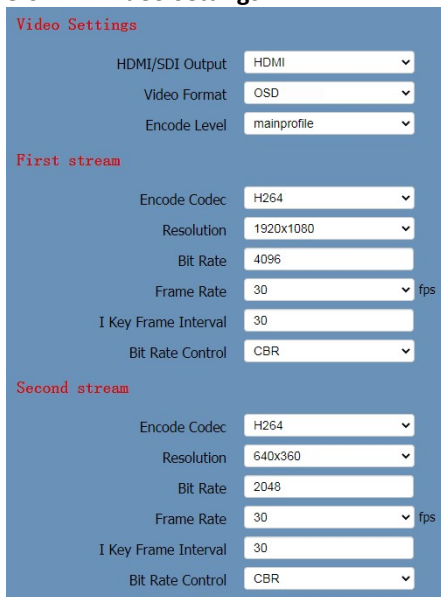 Video Settings
HDMI/SDI Output HDMI
Video Format OSD
Encode Level mainprofile
First stream
Encode Codec H264
Resolution 1920x1080
Bit Rate 4096
Frame Rate 30 fps
I Key Frame Interval 30
Bit Rate Control CBR
Second stream
Encode Codec H264
Resolution 640x360
Bit Rate 2048
Frame Rate 30 fps
I Key Frame Interval 30
Bit Rate Control CBR